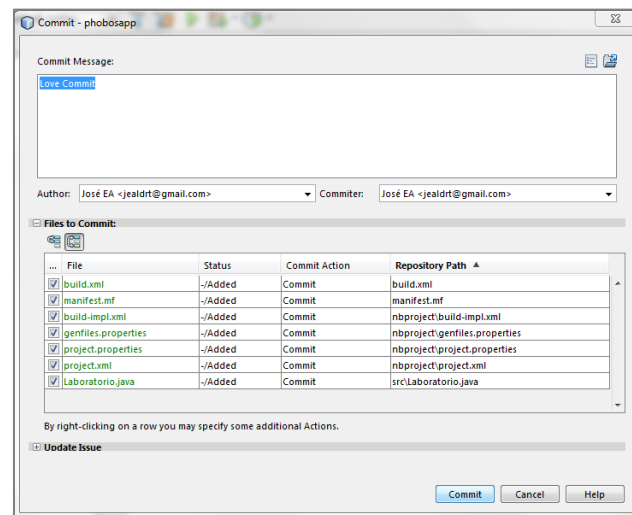 Commit - phobosapp
Commit Message:
Love Commit
Author: José EA <jealdrt@gmail.com> Commiter: José EA <jealdrt@gmail.com>
Files to Commit:
... File Status Commit Action Repository Path
build.xml -/Added Commit build.xml
manifest.mf -/Added Commit manifest.mf
build-impl.xml -/Added Commit nbproject\build-impl.xml
genfiles.properties -/Added Commit nbproject\genfiles.properties
project.properties -/Added Commit nbproject\project.properties
project.xml -/Added Commit nbproject\project.xml
Laboratorio.java -/Added Commit src\Laboratorio.java
By right-clicking on a row you may specify some additional Actions.
Update Issue
Commit Cancel Help